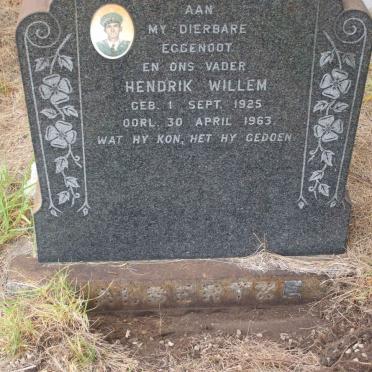 AAN
MY DIERBARE
EGGENOOT
EN ONS VADER
HENDRIK WILLEM
GEB. 1 SEPT. 1925
OORL. 30 APRIL 1963.
WAT HY KON, HET HY GEDOEN